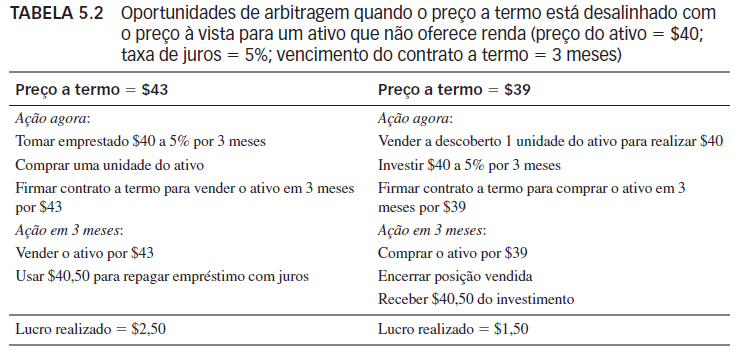 TABELA 5.2 Oportunidades de arbitragem quando o preço a termo está desalinhado com
o preço à vista para um ativo que não oferece renda (preço do ativo = $40;
taxa de juros = 5%; vencimento do contrato a termo = 3 meses)
Preço a termo = $43
Ação agora:
Tomar emprestado $40 a 5% por 3 meses
Comprar uma unidade do ativo
Firmar contrato a termo para vender o ativo em 3 meses
por $43
Ação em 3 meses:
Vender o ativo por $43
Usar $40,50 para repagar empréstimo com juros
Lucro realizado = $2,50
Preço a termo = $39
Ação agora:
Vender a descoberto 1 unidade do ativo para realizar $40
Investir $40 a 5% por 3 meses
Firmar contrato a termo para comprar o ativo em 3
meses por $39
Ação em 3 meses:
Comprar o ativo por $39
Encerrar posição vendida
Receber $40,50 do investimento
Lucro realizado = $1,50